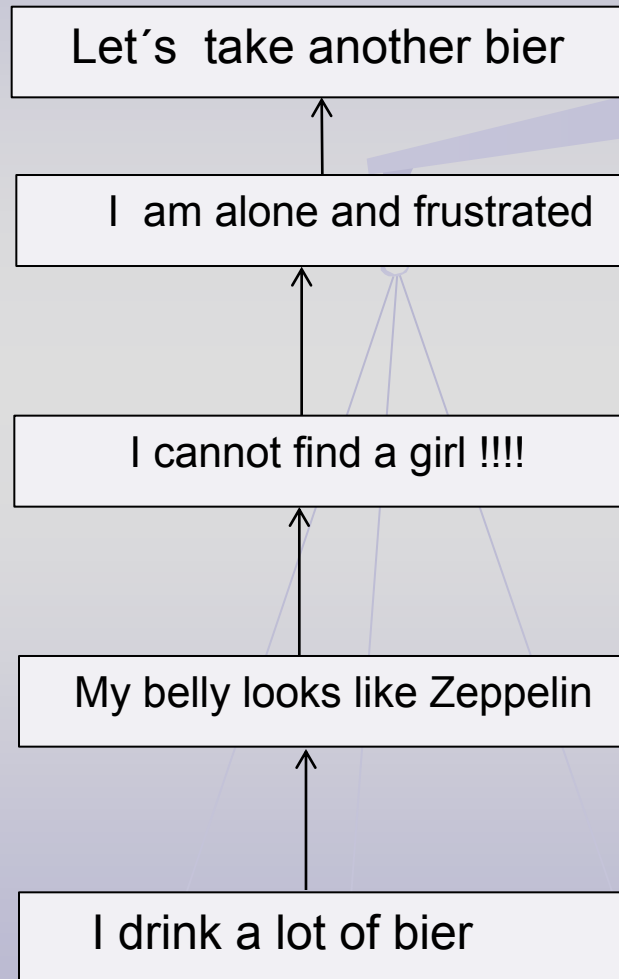 Let´s take another bier
I am alone and frustrated
I cannot find a girl !!!!
My belly looks like Zeppelin
I drink a lot of bier